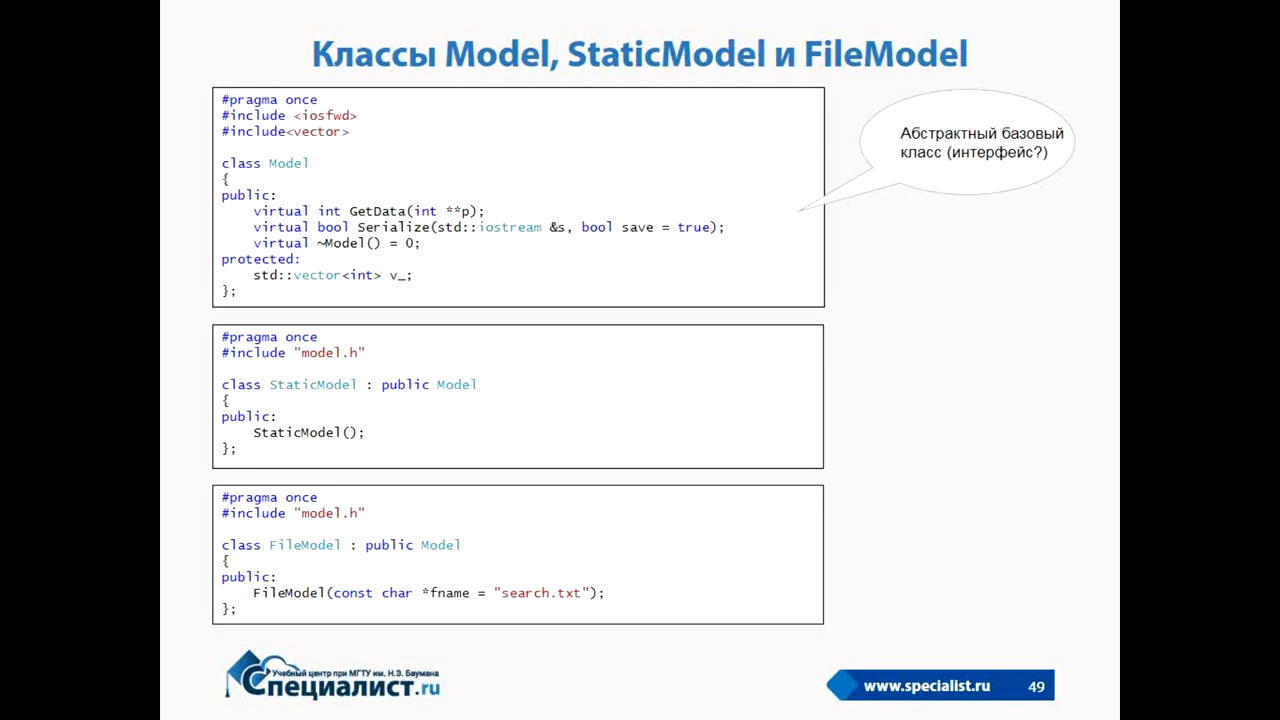 Классы Model, StaticModel и FileModel
#pragma once
#include <iosfwd>
#include<vector>
class Model
{
public:
virtual int GetData(int **p);
virtual bool Serialize(std::iostream &s, bool save = true);
virtual ~Model() = 0;
protected:
std::vector<int> v_;
};
Абстрактный базовый
класс (интерфейс?)
#pragma once
#include "model.h"
class StaticModel : public Model
{
public:
StaticModel();
};
#pragma once
#include "model.h"
class FileModel : public Model
{
public:
FileModel(const char *fname = "search.txt");
};
Учебный центр при МГТУ им. Н.Э. Баумана
Специалист.ru
www.specialist.ru 49